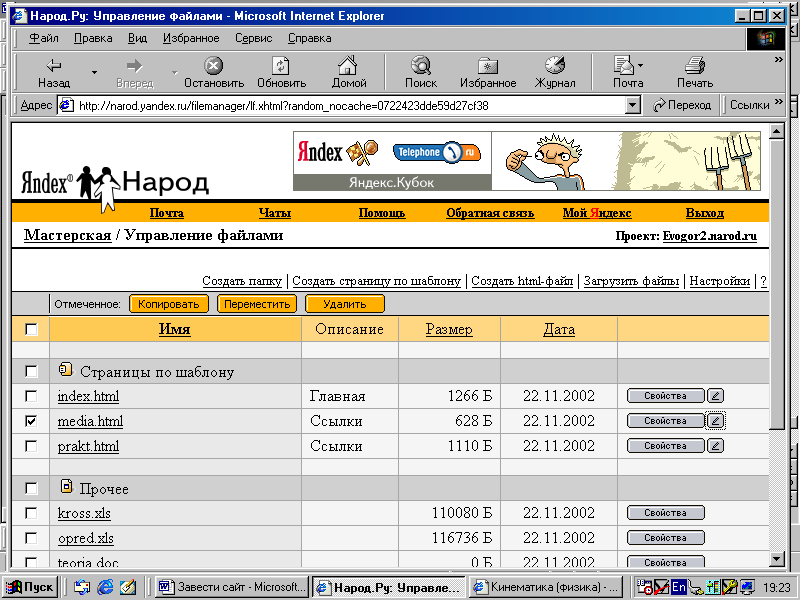 Народ.Ру: Управление файлами - Microsoft Internet Explorer
Файл Правка Вид Избранное Сервис Справка
Назад Вперед Остановить Обновить Домой Поиск Избранное Журнал Почта Печать
Адрес http://narod.yandex.ru/filemanager/lf.xhtml?random_nocache=0722423dde59d27cf38 Переход Ссылки
Яndex Telephone ru
Яндекс.Кубок
Яndex Народ
Почта Чаты Помощь Обратная связь Мой Яндекс Выход
Мастерская / Управление файлами Проект: Evogor2.narod.ru
Создать папку | Создать страницу по шаблону | Создать html-файл | Загрузить файлы | Настройки | ?
Отмеченное: Копировать Переместить Удалить
Имя Описание Размер Дата
Страницы по шаблону
index.html Главная 1266 Б 22.11.2002 Свойства
media.html Ссылки 628 Б 22.11.2002 Свойства
prakt.html Ссылки 1110 Б 22.11.2002 Свойства
Прочее
kross.xls 110080 Б 22.11.2002 Свойства
opred.xls 116736 Б 22.11.2002 Свойства
teoria.doc 0 Б 22.11.2002 Свойства
Пуск Завести сайт - Microsoft... Народ.Ру: Управле... Кинематика (физика) - ... En 19:23